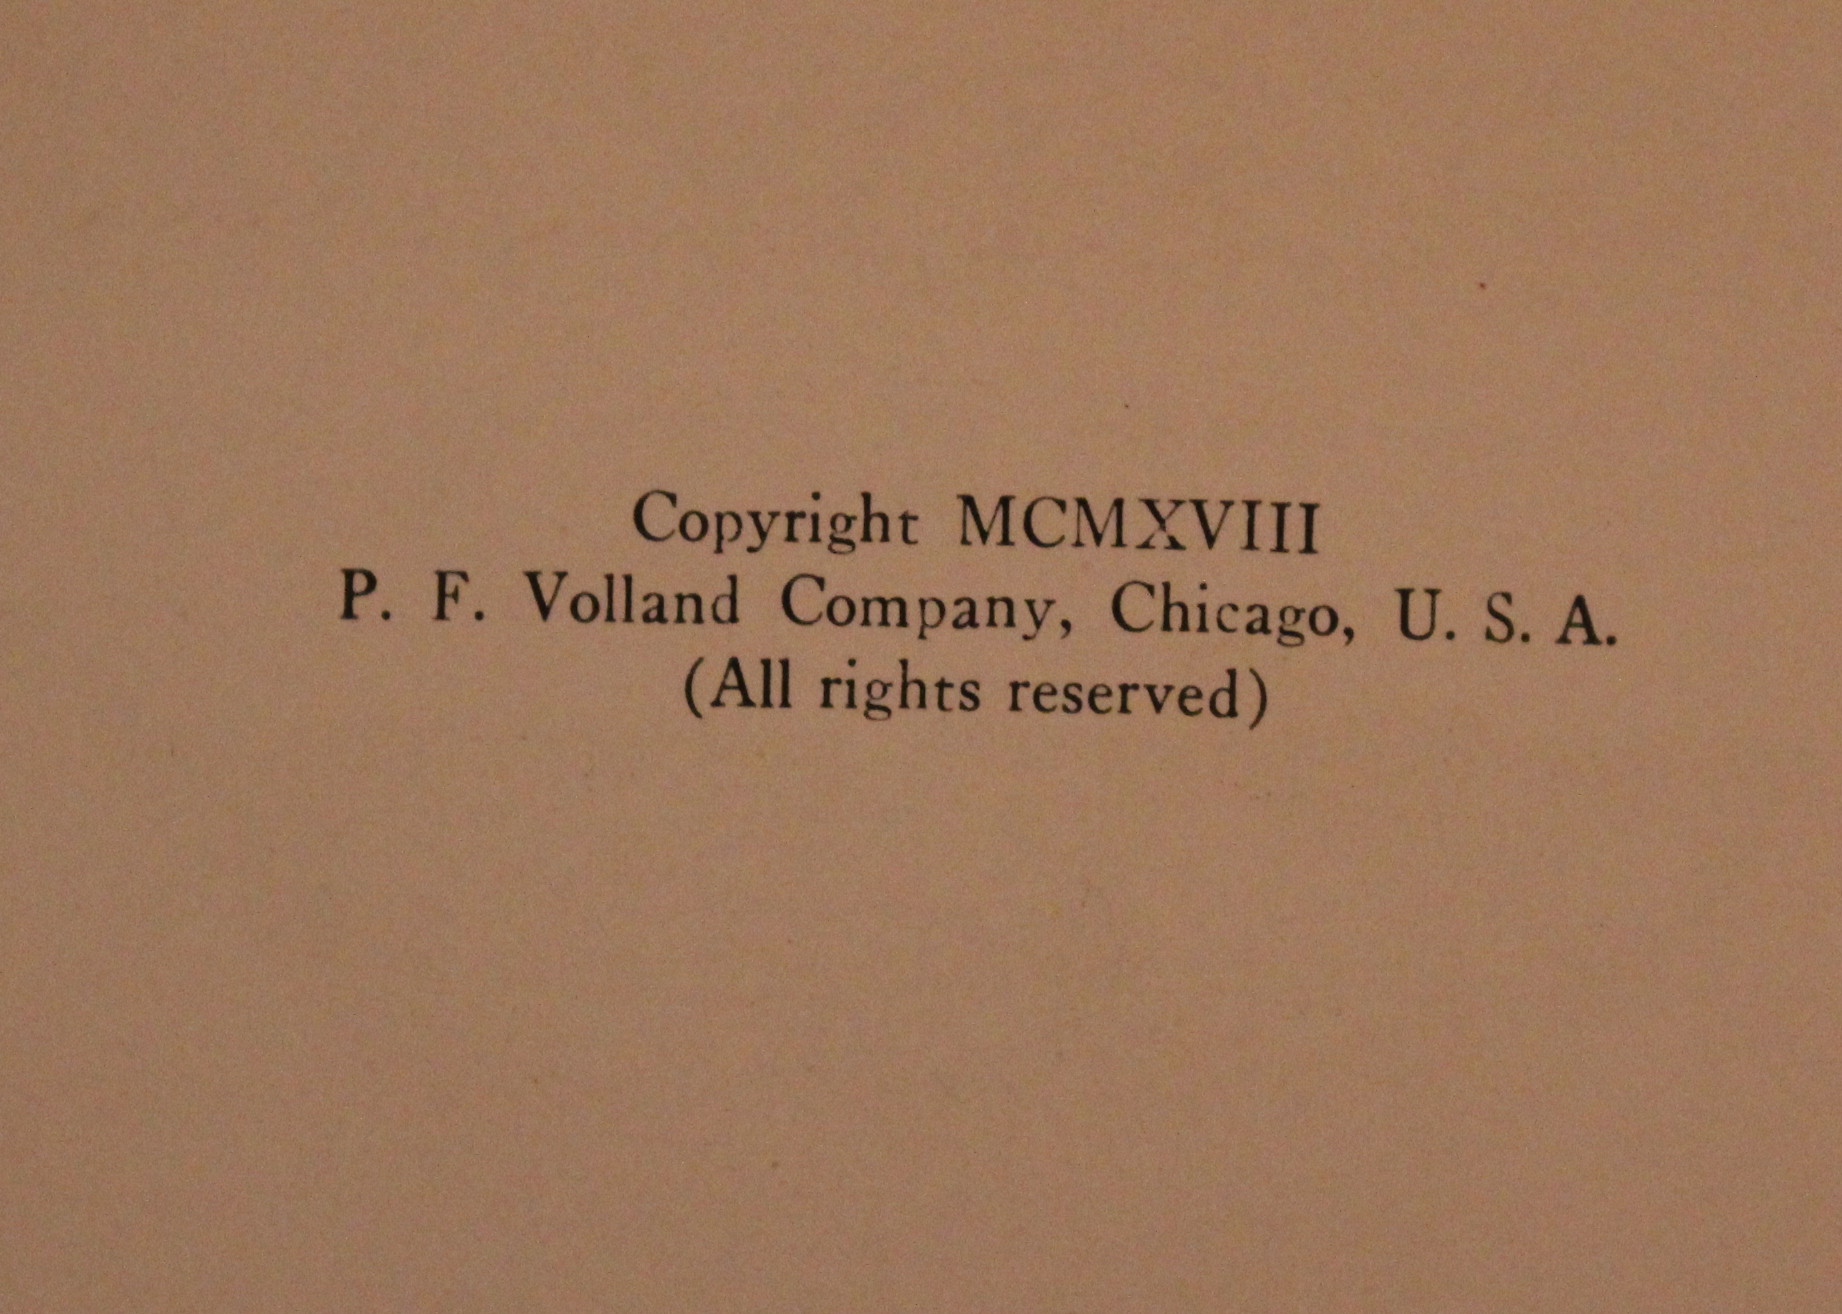 Copyright MCMXVIII
P. F. Volland Company, Chicago, U. S. A.
(All rights reserved)